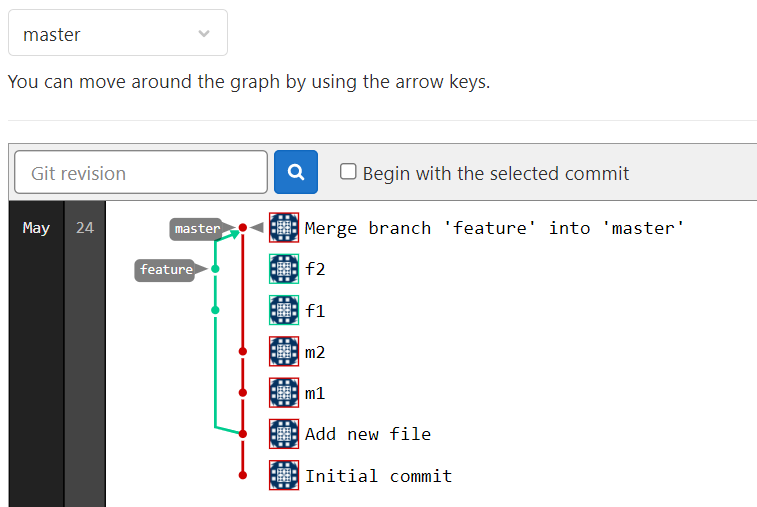 master
You can move around the graph by using the arrow keys.
Git revision
Begin with the selected commit
May 24 master Merge branch 'feature' into 'master'
feature f2
f1
m2
m1
Add new file
Initial commit